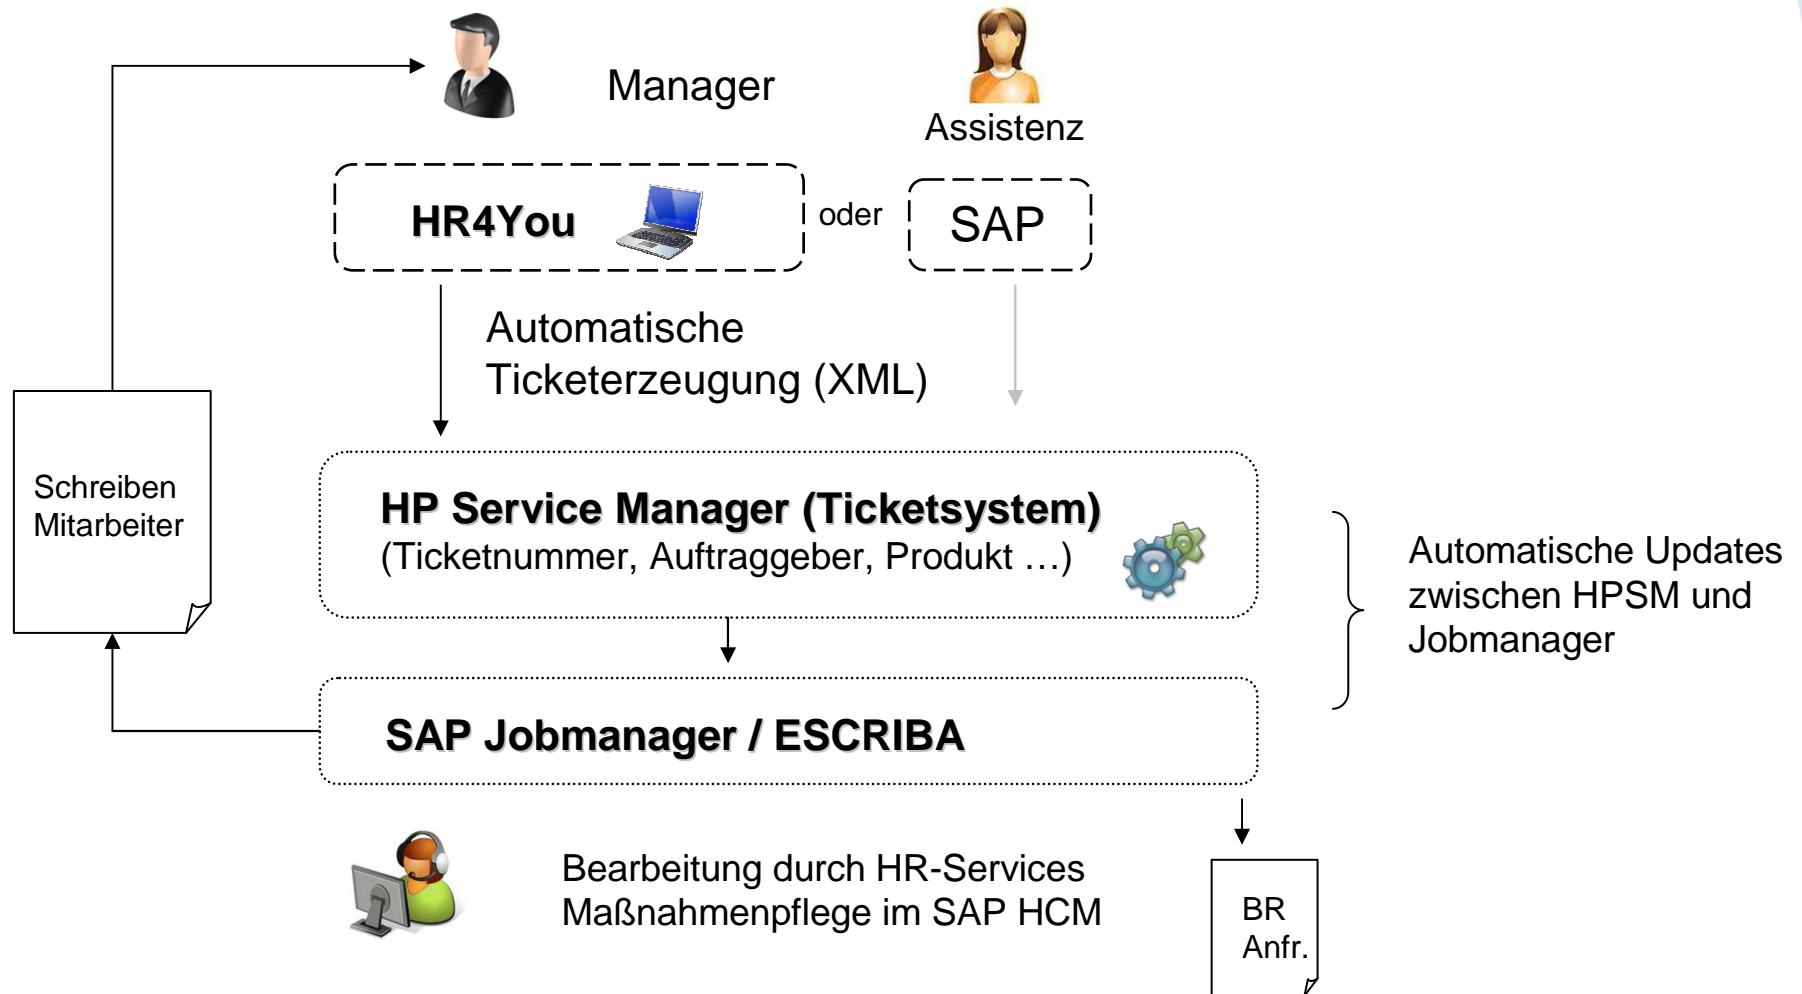 Manager
Assistenz
HR4You
oder
SAP
Automatische
Ticketerzeugung (XML)
Schreiben
Mitarbeiter
HP Service Manager (Ticketsystem)
(Ticketnummer, Auftraggeber, Produkt …)
Automatische Updates
zwischen HPSM und
Jobmanager
SAP Jobmanager / ESCRIBA
Bearbeitung durch HR-Services
Maßnahmenpflege im SAP HCM
BR
Anfr.